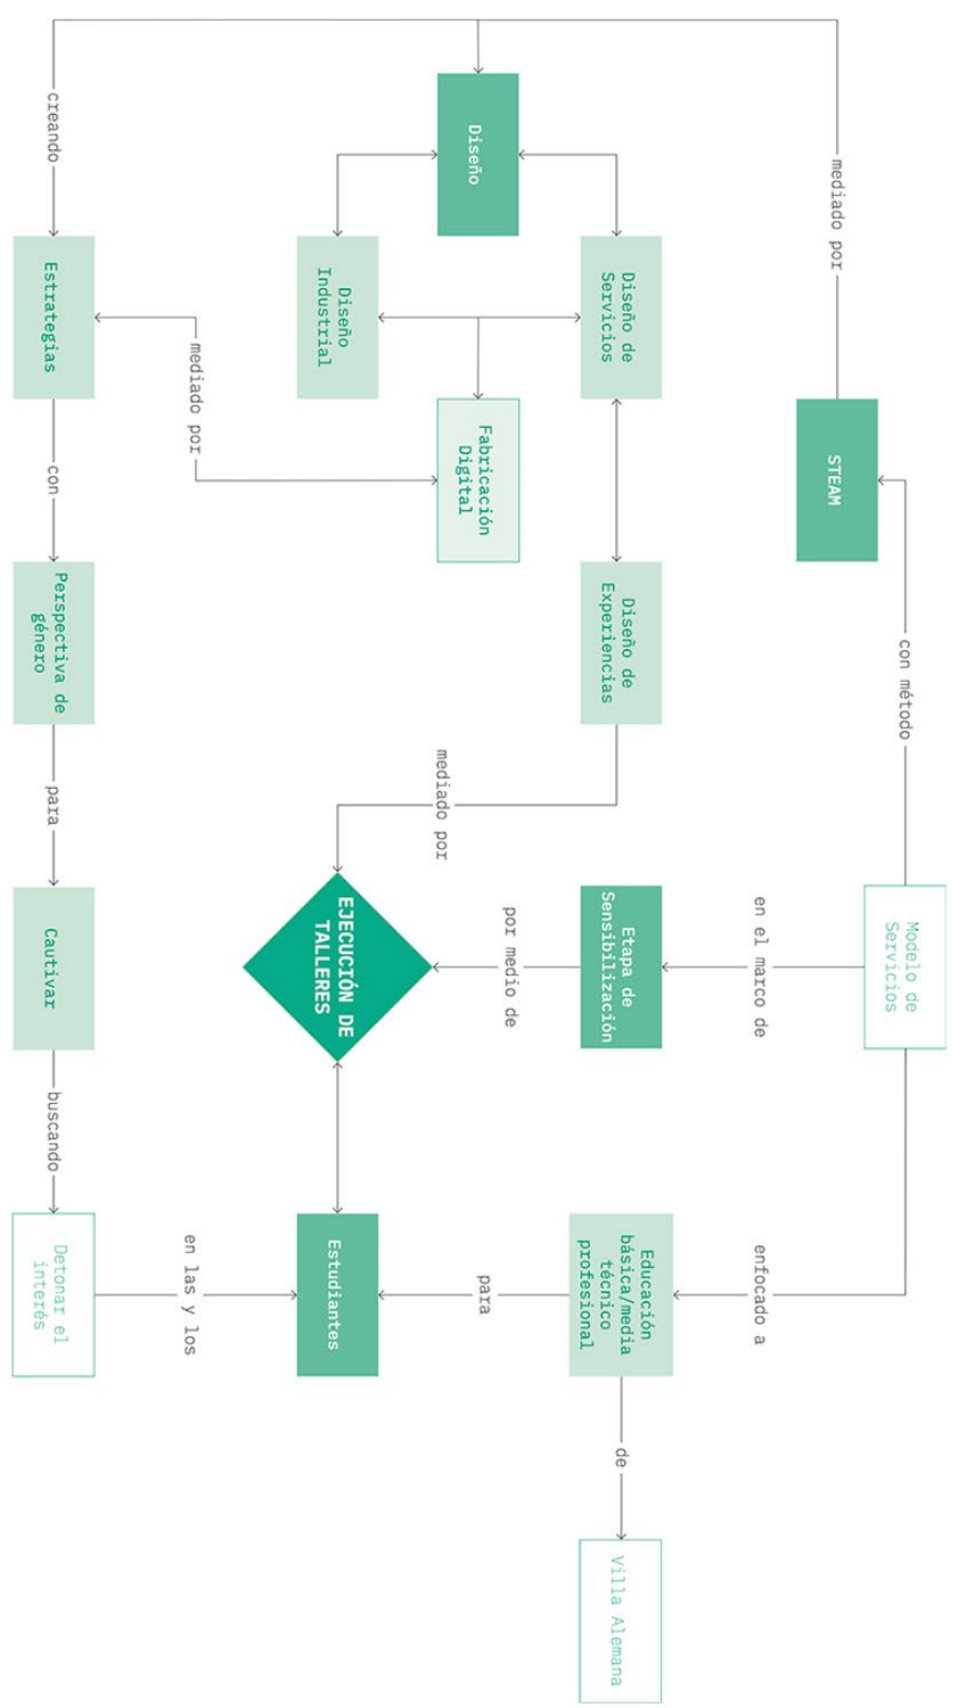 Modelo de
Servicios
con método
en el marco de
enfocado a
STEAM
mediado por
Etapa de
Sensibilización
Educación
básica/media
técnico
profesional
de
Villa Alemana
Diseño de
Servicios
Diseño de
Experiencias
Diseño
Fabricación
Digital
mediado por
por medio de
para
Diseño
Industrial
EJECUCIÓN DE
TALLERES
Estudiantes
mediado por
en las y los
creando
Estrategias
con
Perspectiva de
género
para
Cautivar
buscando
Detonar el
interés